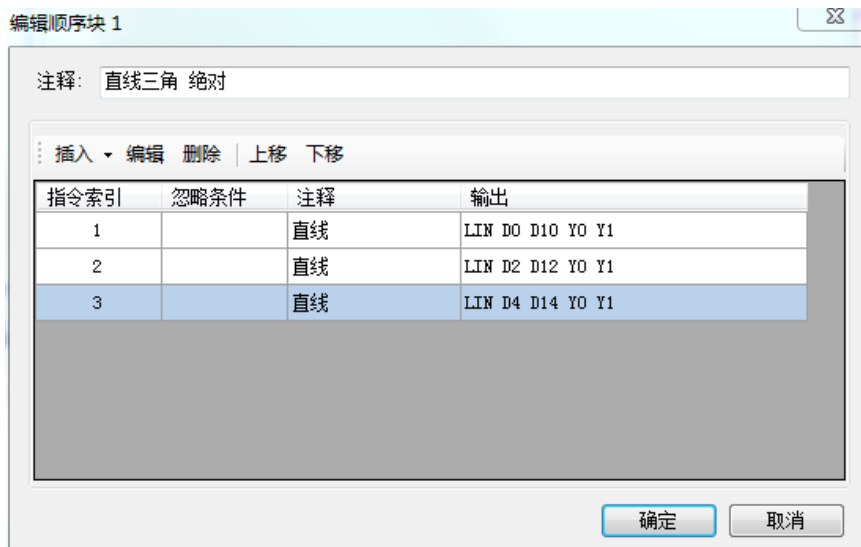 编辑顺序块 1
注释: 直线三角 绝对
插入 编辑 删除 上移 下移
指令索引 忽略条件 注释 输出
1 直线 LIN D0 D10 Y0 Y1
2 直线 LIN D2 D12 Y0 Y1
3 直线 LIN D4 D14 Y0 Y1
确定 取消